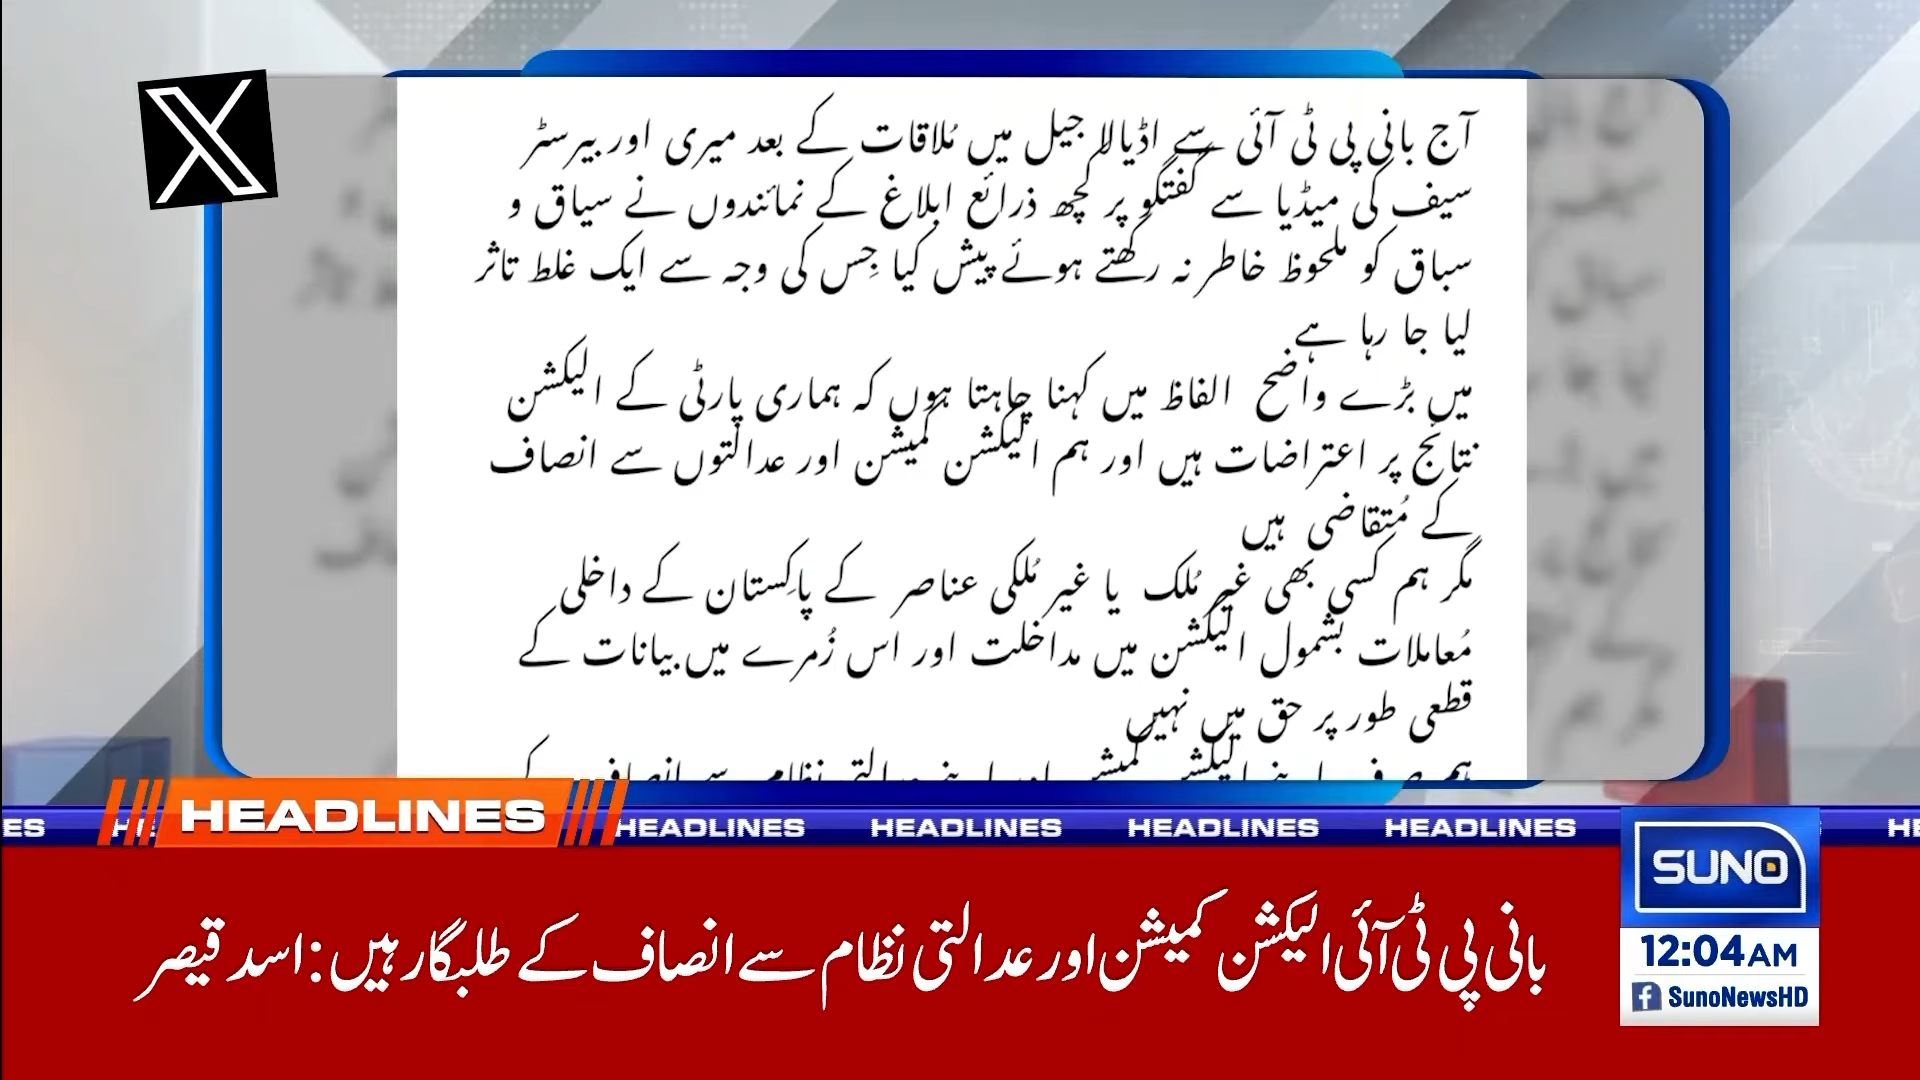 آج بانی پی ٹی آئی سے اڈیالا جیل میں مُلاقات کے بعد میری اور بیرسٹر
سیف کی میڈیا سے گفتگو پر کچھ ذرائع ابلاغ کے نمائندوں نے سیاق و
سباق کو ملحوظ خاطر نہ رکھتے ہوئے پیش کیا جِس کی وجہ سے ایک غلط تاثر
لیا جا رہا ہے
میں بڑے واضح الفاظ میں کہنا چاہتا ہوں کہ ہماری پارٹی کے الیکشن
نتائج پر اعتراضات ہیں اور ہم الیکشن کمیشن اور عدالتوں سے انصاف
کے مُتقاضی ہیں
مگر ہم کسی بھی غیر مُلک یا غیر مُلکی عناصر کے پاکِستان کے داخلی
مُعاملات بشمول الیکشن میں مداخلت اور اس زُمرے میں بیانات کے
قطعی طور پر حق میں نہیں
HEADLINES
HEADLINES HEADLINES HEADLINES HEADLINES
SUNO
بانی پی ٹی آئی الیکشن کمیشن اور عدالتی نظام سے انصاف کے طلبگار ہیں: اسد قیصر
12:04AM
SunoNewsHD